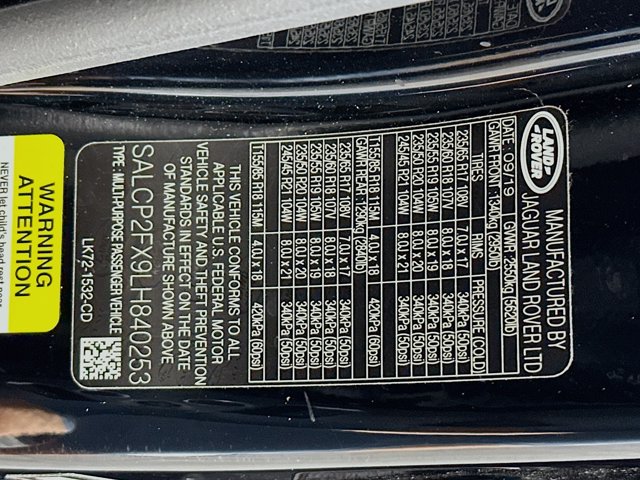 LAND
ROVER
MANUFACTURED BY
JAGUAR LAND ROVER LTD
DATE: 09/19 GVWR: 2550kg (5620lb)
GAWR FRONT: 1340kg (2950lb)
TIRES RIMS PRESSURE (COLD)
235/65 R17 108V 7.0J X 17 340kPa (50psi)
235/60 R18 107V 8.0J X 18 340kPa (50psi)
235/55 R19 105W 8.0J X 19 340kPa (50psi)
235/50 R20 104W 8.0J X 20 340kPa (50psi)
245/45 R21 104W 8.0J X 21 340kPa (50psi)
T155/85 R18 115M 4.0J X 18 420kPa (60psi)
GAWR REAR: 1290kg (2840lb)
235/65 R17 108V 7.0J X 17 340kPa (50psi)
235/60 R18 107V 8.0J X 18 340kPa (50psi)
235/55 R19 105W 8.0J X 19 340kPa (50psi)
235/50 R20 104W 8.0J X 20 340kPa (50psi)
245/45 R21 104W 8.0J X 21 340kPa (50psi)
T155/85 R18 115M 4.0J X 18 420kPa (60psi)
THIS VEHICLE CONFORMS TO ALL
APPLICABLE U.S. FEDERAL MOTOR
VEHICLE SAFETY AND THEFT PREVENTION
STANDARDS IN EFFECT ON THE DATE
OF MANUFACTURE SHOWN ABOVE
SALCP2FX9LH840253
TYPE: MULTI-PURPOSE PASSENGER VEHICLE
LK72-1532-CD
WARNING
ATTENTION
NEVER let child's head rest near